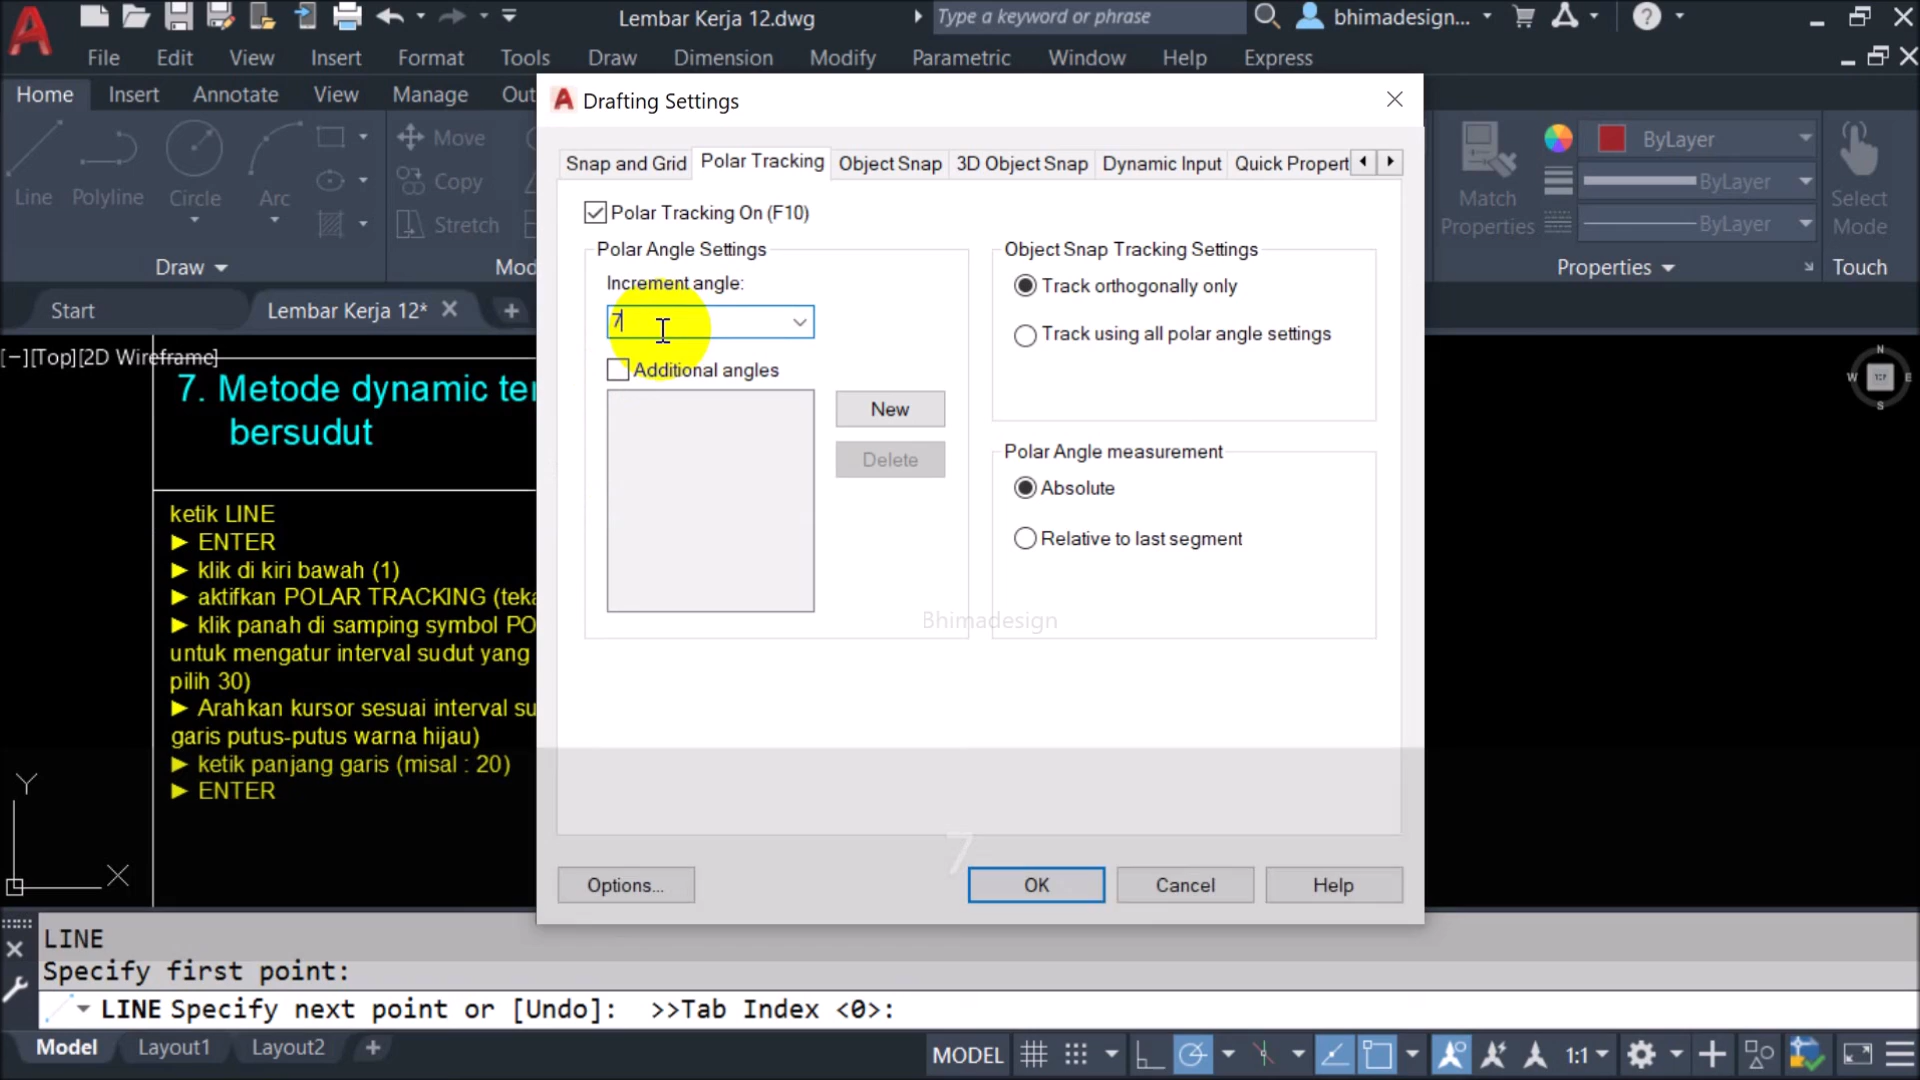 Lembar Kerja 12.dwg
Type a keyword or phrase
bhimadesign...
File Edit View Insert Format Tools Draw Dimension Modify Parametric Window Help Express
Home Insert Annotate View Manage Out
Drafting Settings
Line Polyline Circle Arc
Move
Copy
Stretch
Draw
Mod
ByLayer
ByLayer
ByLayer
Match
Properties
Select
Mode
Properties
Touch
Start
Lembar Kerja 12*
[−][Top][2D Wireframe]
7. Metode dynamic ter
bersudut
ketik LINE
► ENTER
► klik di kiri bawah (1)
► aktifkan POLAR TRACKING (teka
► klik panah di samping symbol PO
untuk mengatur interval sudut yang
pilih 30)
► Arahkan kursor sesuai interval su
garis putus-putus warna hijau)
► ketik panjang garis (misal : 20)
► ENTER
Y
X
Snap and Grid
Polar Tracking
Object Snap
3D Object Snap
Dynamic Input
Quick Propert
Polar Tracking On (F10)
Polar Angle Settings
Increment angle:
7
Additional angles
New
Delete
Object Snap Tracking Settings
Track orthogonally only
Track using all polar angle settings
Polar Angle measurement
Absolute
Relative to last segment
Bhimadesign
7
Options...
OK
Cancel
Help
N
W
TOP
E
S
LINE
Specify first point:
LINE Specify next point or [Undo]: >>Tab Index <0>:
Model Layout1 Layout2
MODEL
1:1